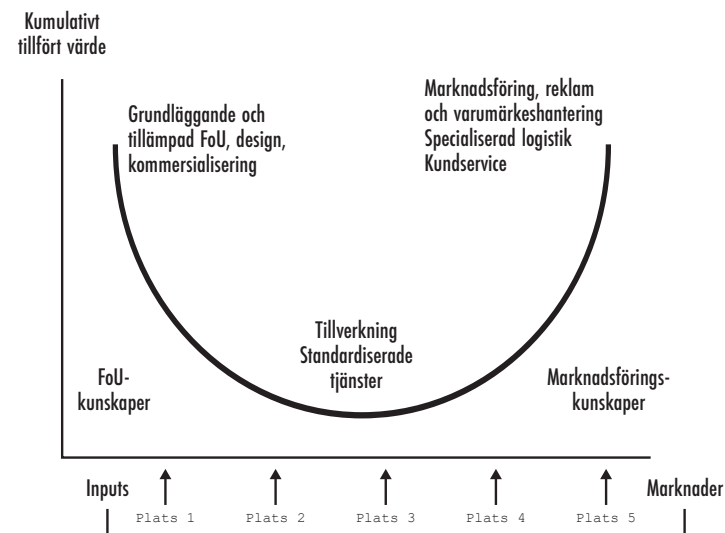 Kumulativt
tillfört värde
Grundläggande och
tillämpad FoU, design,
kommersialisering
Marknadsföring, reklam
och varumärkeshantering
Specialiserad logistik
Kundservice
Tillverkning
Standardiserade
tjänster
FoU-
kunskaper
Marknadsförings-
kunskaper
Inputs
Marknader
Plats 1
Plats 2
Plats 3
Plats 4
Plats 5